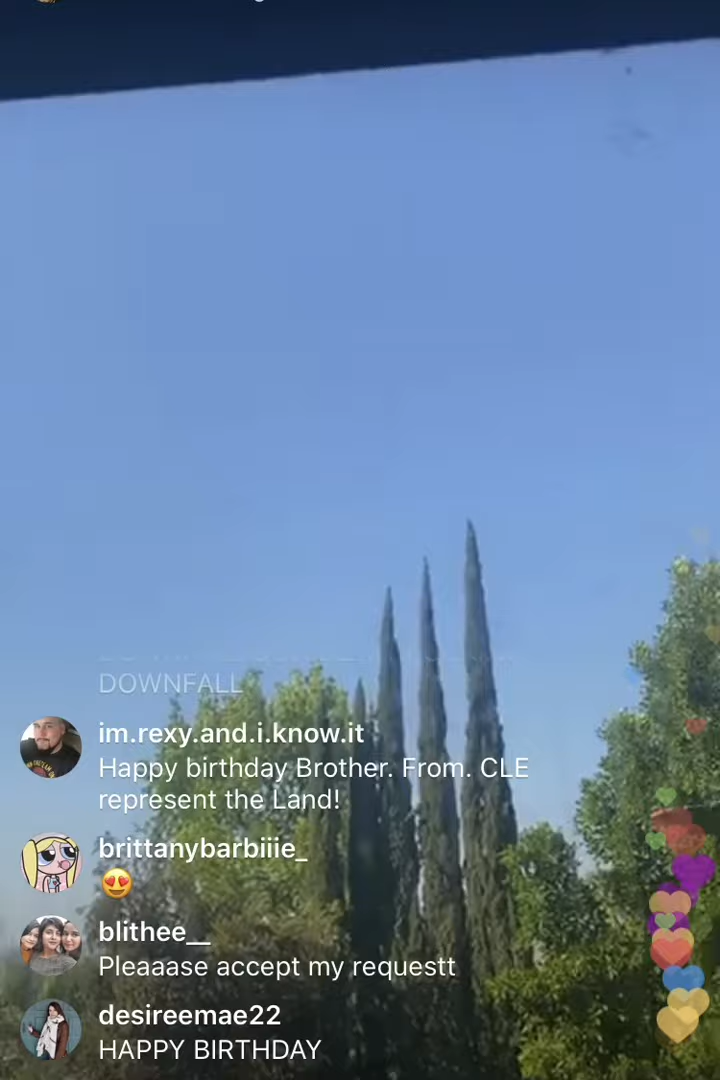 DOWNFALL
im.rexy.and.i.know.it
Happy birthday Brother. From. CLE
represent the Land!
brittanybarbiiie_
😍
blithee__
Pleaaase accept my requestt
desireemae22
HAPPY BIRTHDAY